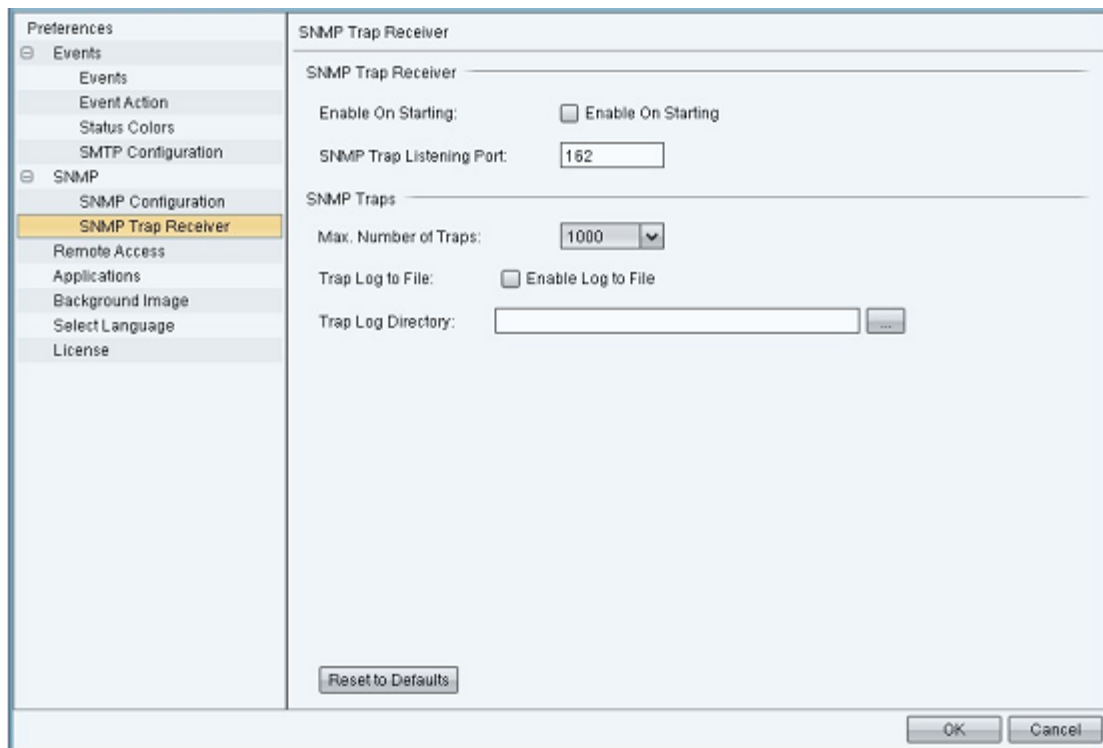 Preferences
Events
Events
Event Action
Status Colors
SMTP Configuration
SNMP
SNMP Configuration
SNMP Trap Receiver
Remote Access
Applications
Background Image
Select Language
License
SNMP Trap Receiver
SNMP Trap Receiver
Enable On Starting: Enable On Starting
SNMP Trap Listening Port: 162
SNMP Traps
Max. Number of Traps: 1000
Trap Log to File: Enable Log to File
Trap Log Directory: ...
Reset to Defaults
OK Cancel